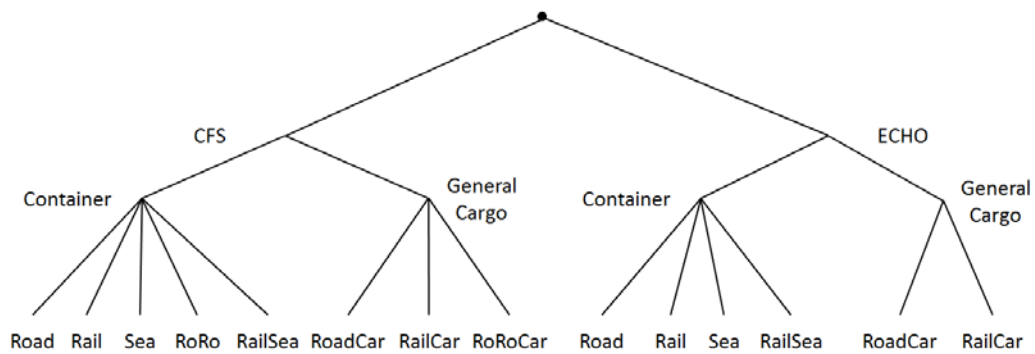 CFS
ECHO
Container
General
Cargo
Container
General
Cargo
Road Rail Sea RoRo RailSea RoadCar RailCar RoRoCar Road Rail Sea RailSea RoadCar RailCar